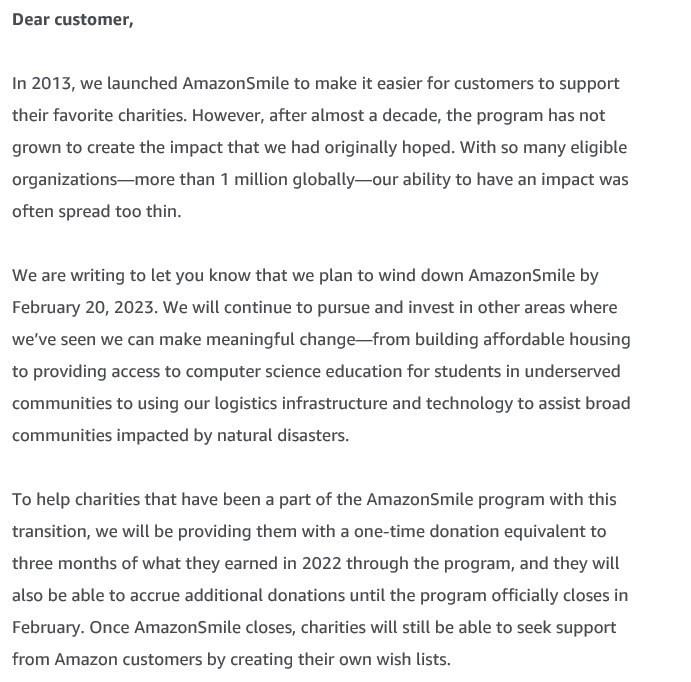 Dear customer,
In 2013, we launched AmazonSmile to make it easier for customers to support
their favorite charities. However, after almost a decade, the program has not
grown to create the impact that we had originally hoped. With so many eligible
organizations—more than 1 million globally—our ability to have an impact was
often spread too thin.
We are writing to let you know that we plan to wind down AmazonSmile by
February 20, 2023. We will continue to pursue and invest in other areas where
we’ve seen we can make meaningful change—from building affordable housing
to providing access to computer science education for students in underserved
communities to using our logistics infrastructure and technology to assist broad
communities impacted by natural disasters.
To help charities that have been a part of the AmazonSmile program with this
transition, we will be providing them with a one-time donation equivalent to
three months of what they earned in 2022 through the program, and they will
also be able to accrue additional donations until the program officially closes in
February. Once AmazonSmile closes, charities will still be able to seek support
from Amazon customers by creating their own wish lists.